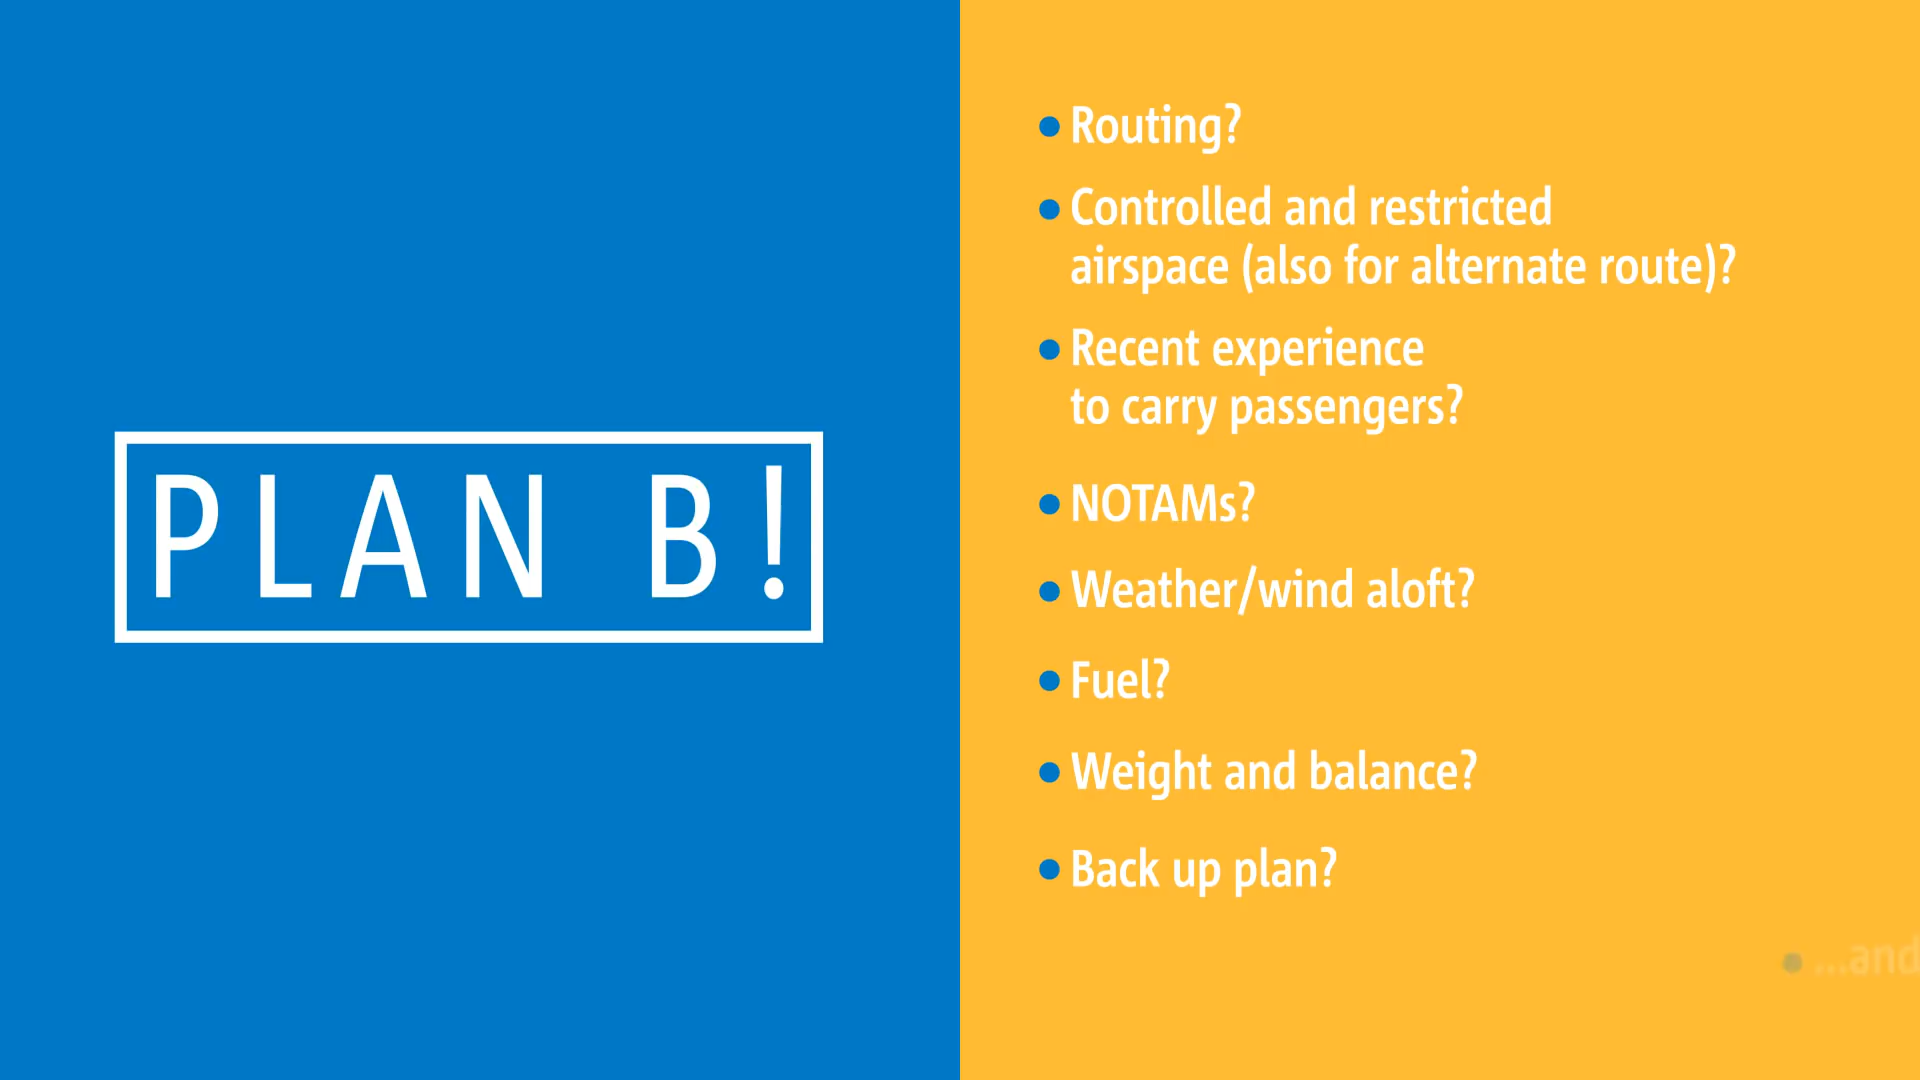 PLAN B!
• Routing?
• Controlled and restricted
airspace (also for alternate route)?
• Recent experience
to carry passengers?
• NOTAMs?
• Weather/wind aloft?
• Fuel?
• Weight and balance?
• Back up plan?
• ...and